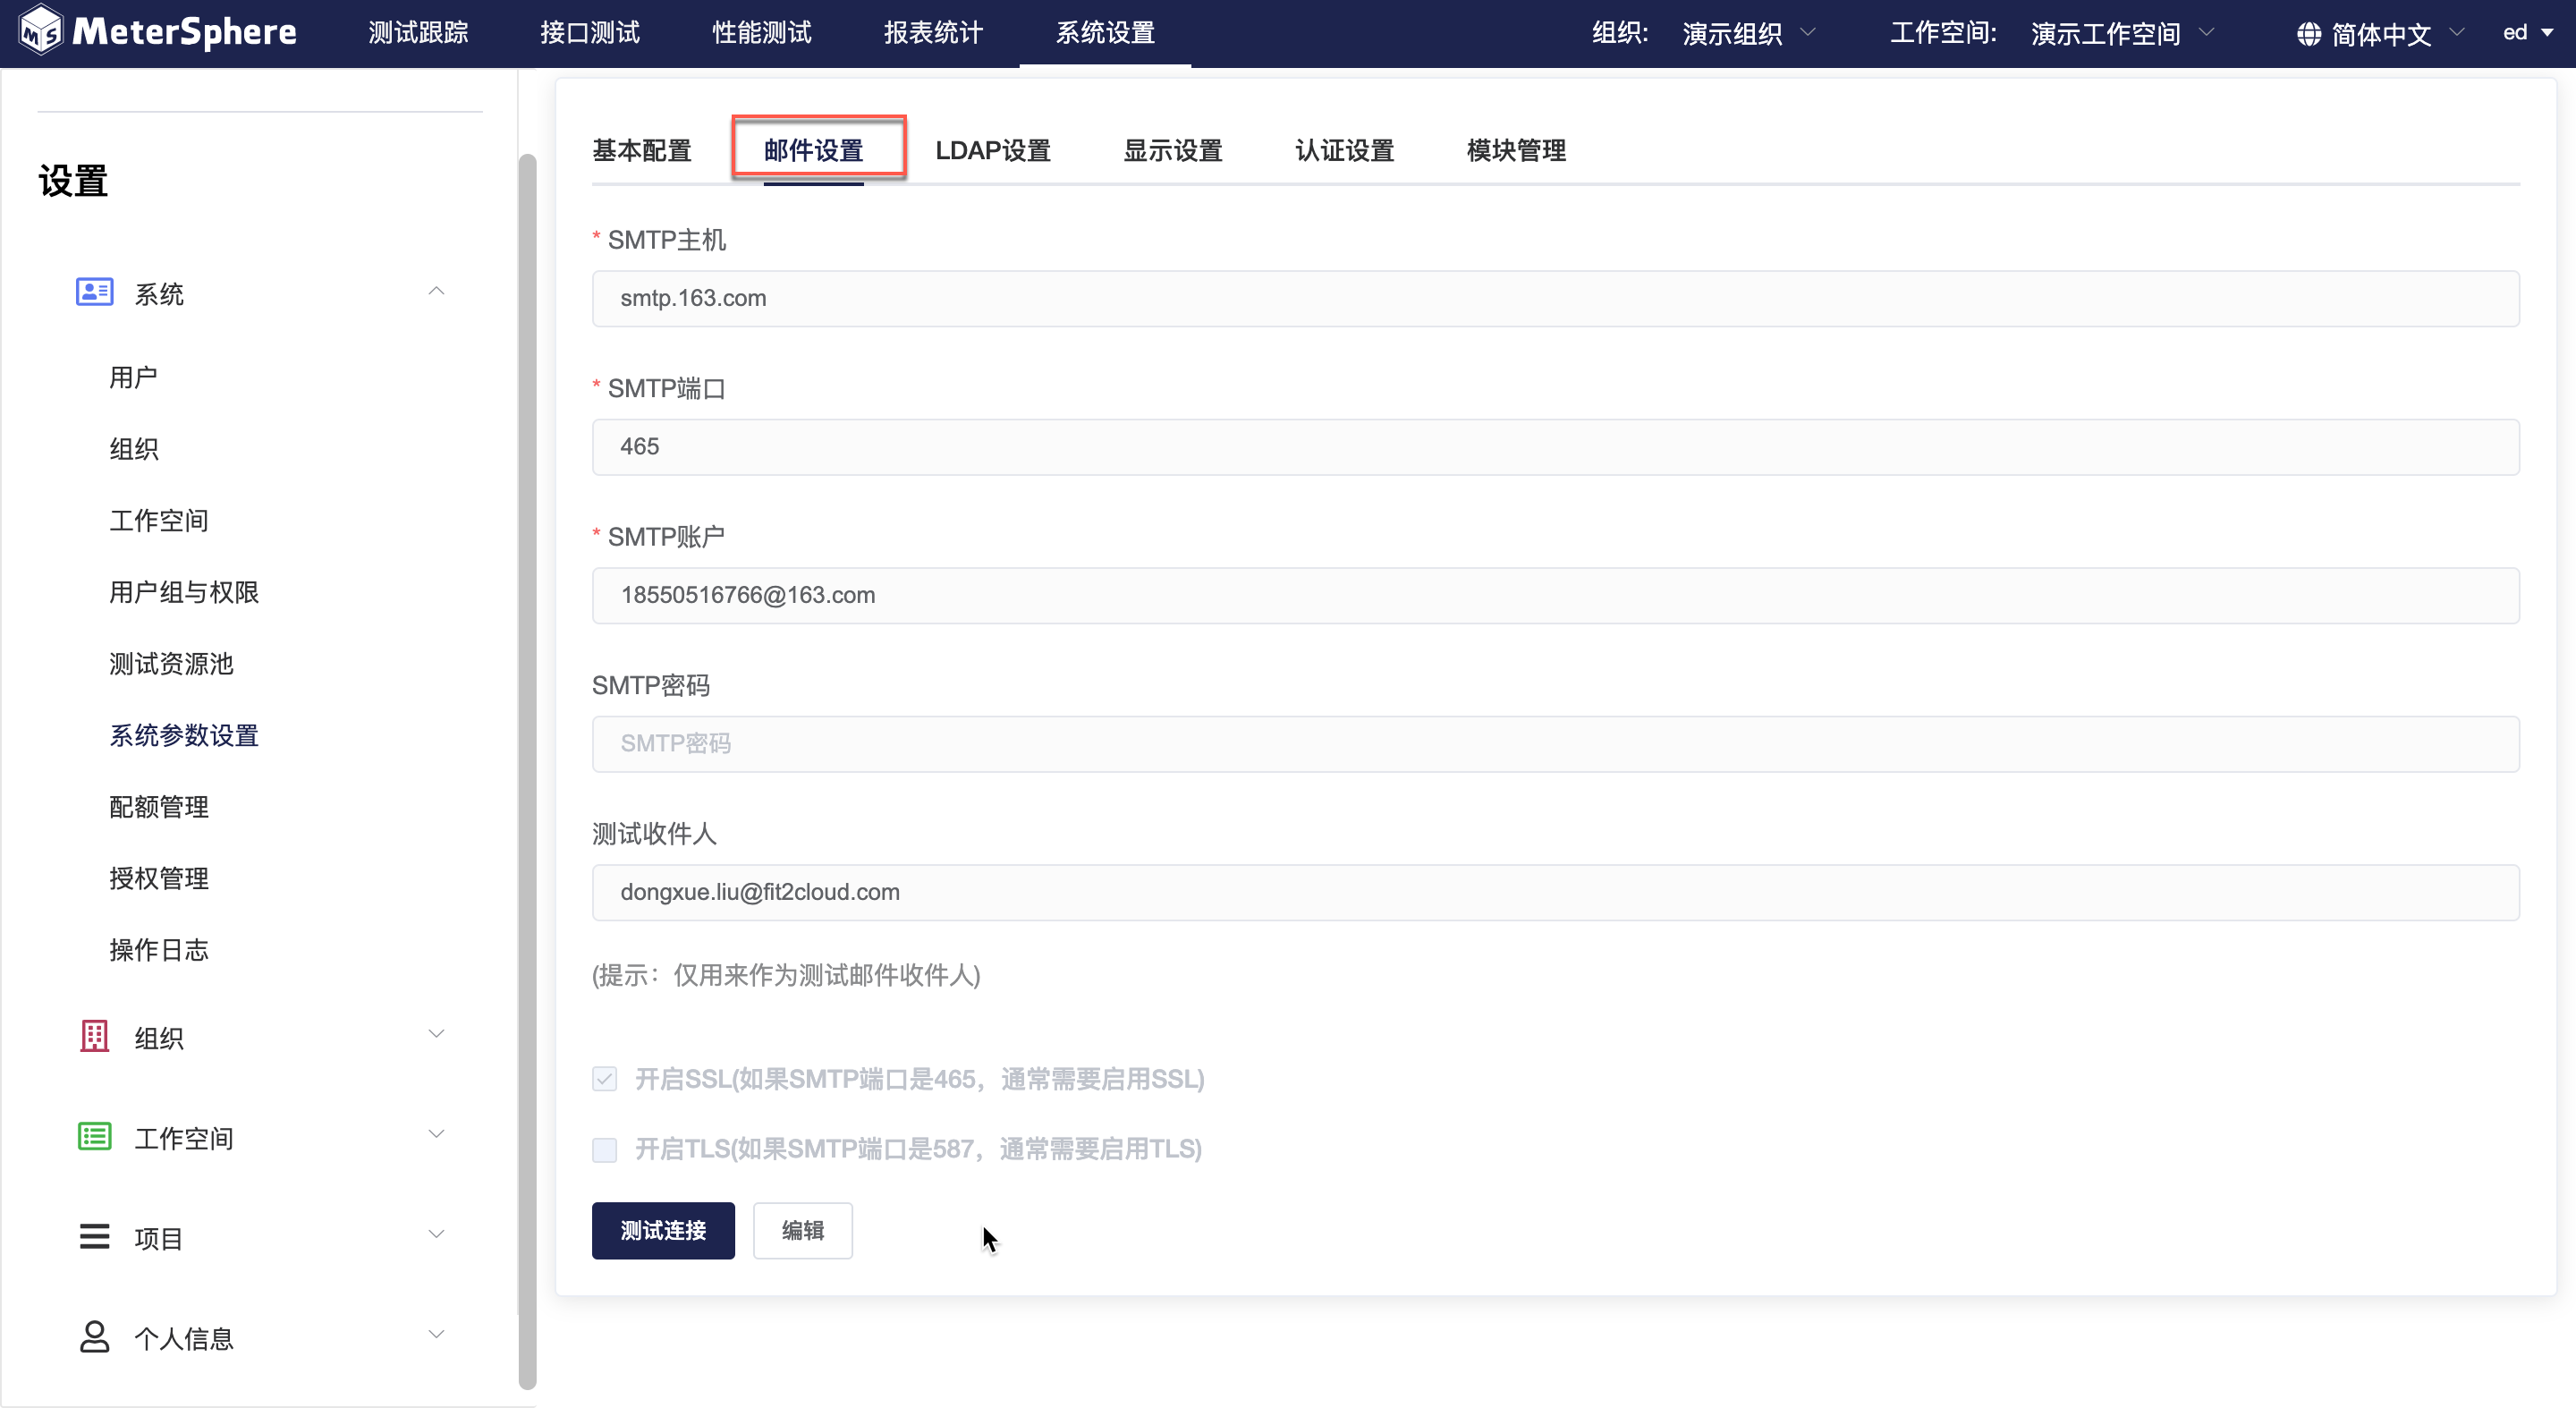 MeterSphere 测试跟踪 接口测试 性能测试 报表统计 系统设置 组织: 演示组织 工作空间: 演示工作空间 简体中文 ed
设置
系统
用户
组织
工作空间
用户组与权限
测试资源池
系统参数设置
配额管理
授权管理
操作日志
组织
工作空间
项目
个人信息
基本配置 邮件设置 LDAP设置 显示设置 认证设置 模块管理
* SMTP主机
smtp.163.com
* SMTP端口
465
* SMTP账户
18550516766@163.com
SMTP密码
SMTP密码
测试收件人
dongxue.liu@fit2cloud.com
(提示：仅用来作为测试邮件收件人)
开启SSL(如果SMTP端口是465，通常需要启用SSL)
开启TLS(如果SMTP端口是587，通常需要启用TLS)
测试连接 编辑